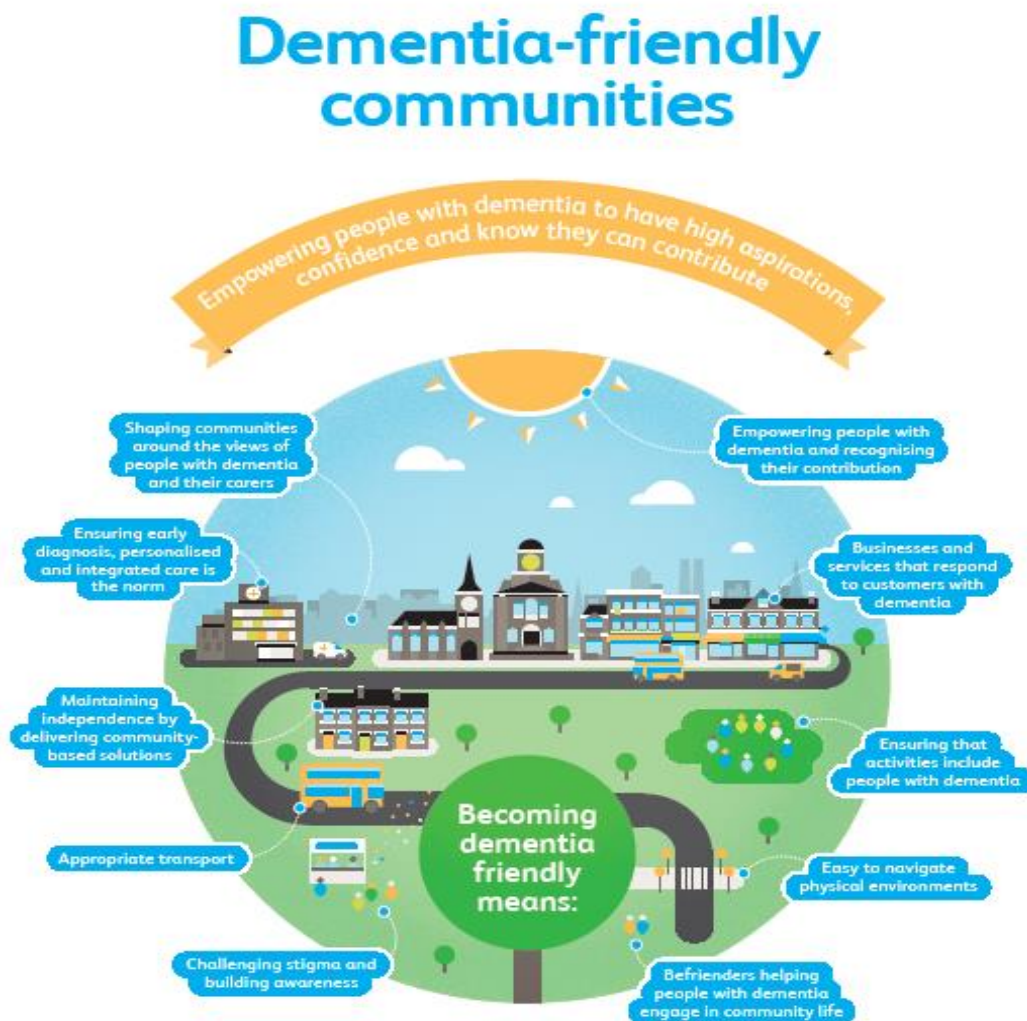 Dementia-friendly
communities
Empowering people with dementia to have high aspirations,
confidence and know they can contribute
Shaping communities
around the views of
people with dementia
and their carers
Empowering people with
dementia and recognising
their contribution
Ensuring early
diagnosis, personalised
and integrated care is
the norm
Businesses and
services that respond
to customers with
dementia
Maintaining
independence by
delivering community-
based solutions
Ensuring that
activities include
people with dementia
Becoming
dementia
friendly
means:
Appropriate transport
Easy to navigate
physical environments
Challenging stigma and
building awareness
Befrienders helping
people with dementia
engage in community life